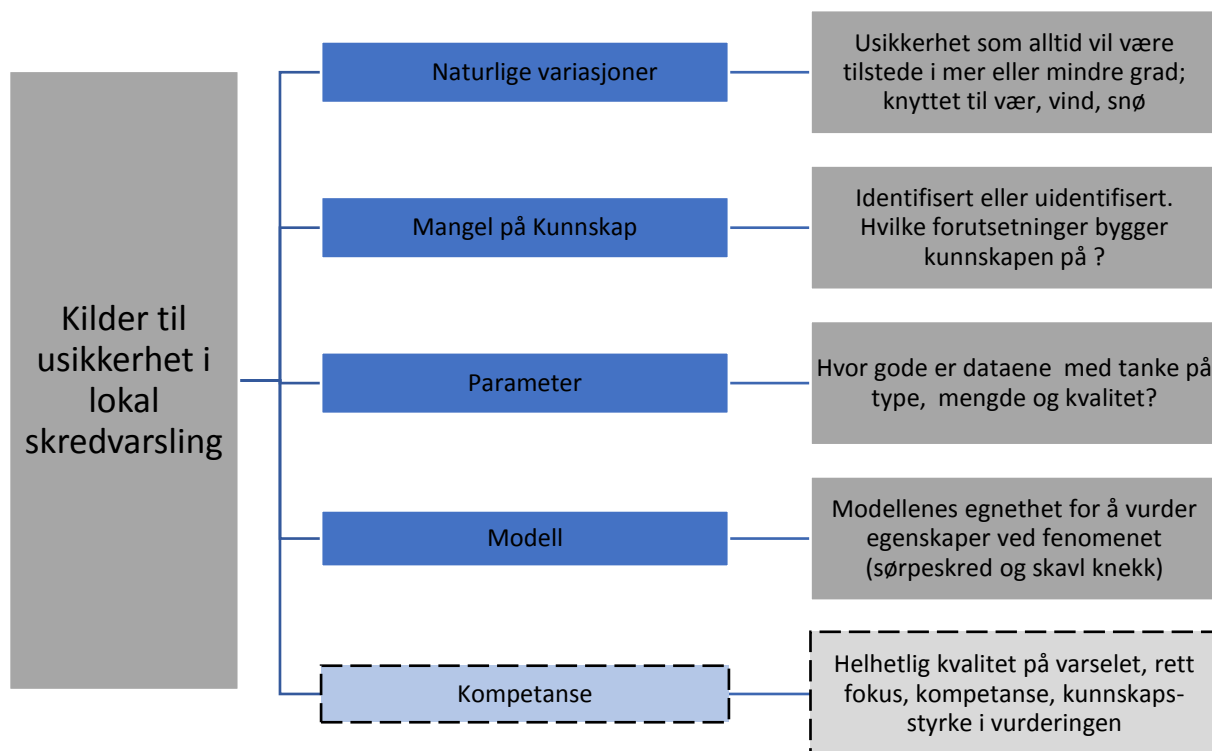 Kilder til
usikkerhet i
lokal
skredvarsling
Naturlige variasjoner
Usikkerhet som alltid vil være
tilstede i mer eller mindre grad;
knyttet til vær, vind, snø
Mangel på Kunnskap
Identifisert eller uidentifisert.
Hvilke forutsetninger bygger
kunnskapen på ?
Parameter
Hvor gode er dataene med tanke på
type, mengde og kvalitet?
Modell
Modellenes egnethet for å vurder
egenskaper ved fenomenet
(sørpeskred og skavl knekk)
Kompetanse
Helhetlig kvalitet på varselet, rett
fokus, kompetanse, kunnskaps-
styrke i vurderingen